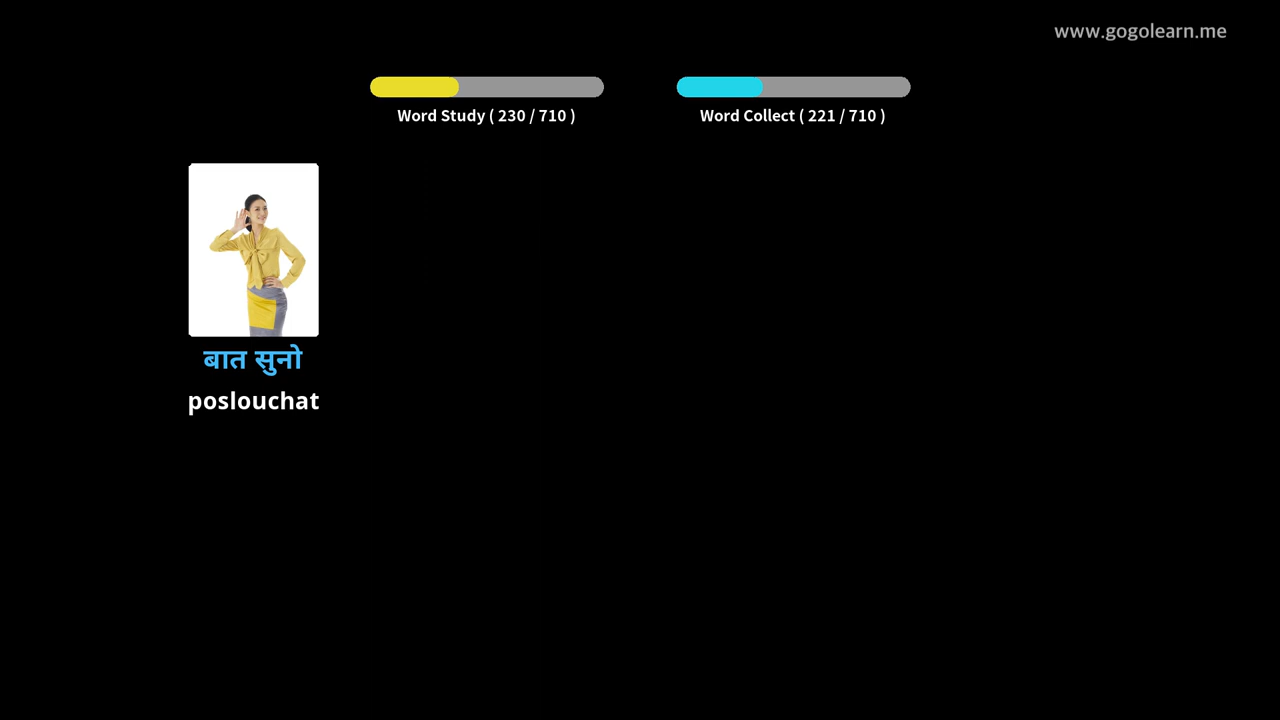 www.gogolearn.me
Word Study ( 230 / 710 )
Word Collect ( 221 / 710 )
बात सुनो
poslouchat